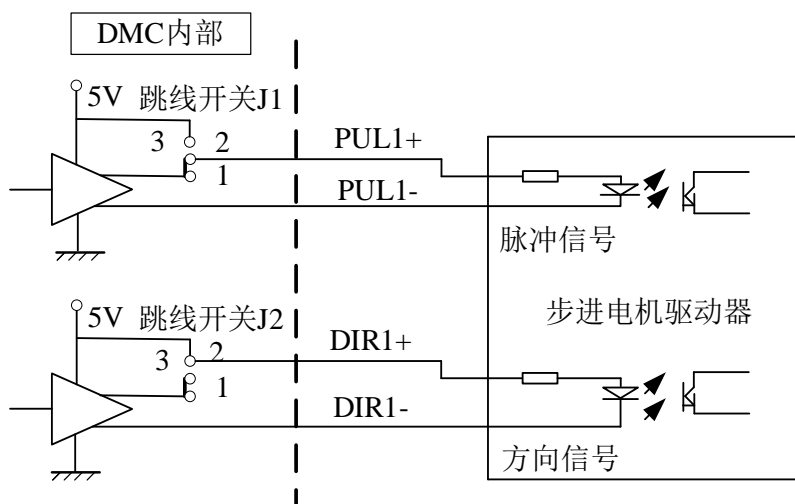 DMC内部
5V 跳线开关J1
3 2
1
PUL1+
PUL1-
脉冲信号
步进电机驱动器
5V 跳线开关J2
3 2
1
DIR1+
DIR1-
方向信号